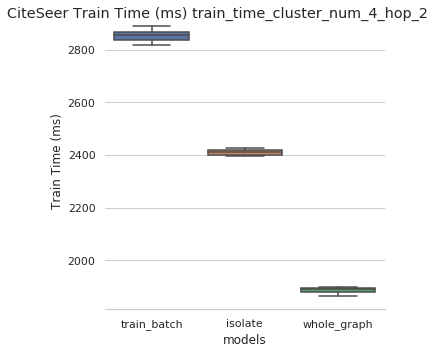 CiteSeer Train Time (ms) train_time_cluster_num_4_hop_2
2800
2600
2400
2200
2000
Train Time (ms)
train_batch isolate whole_graph
models